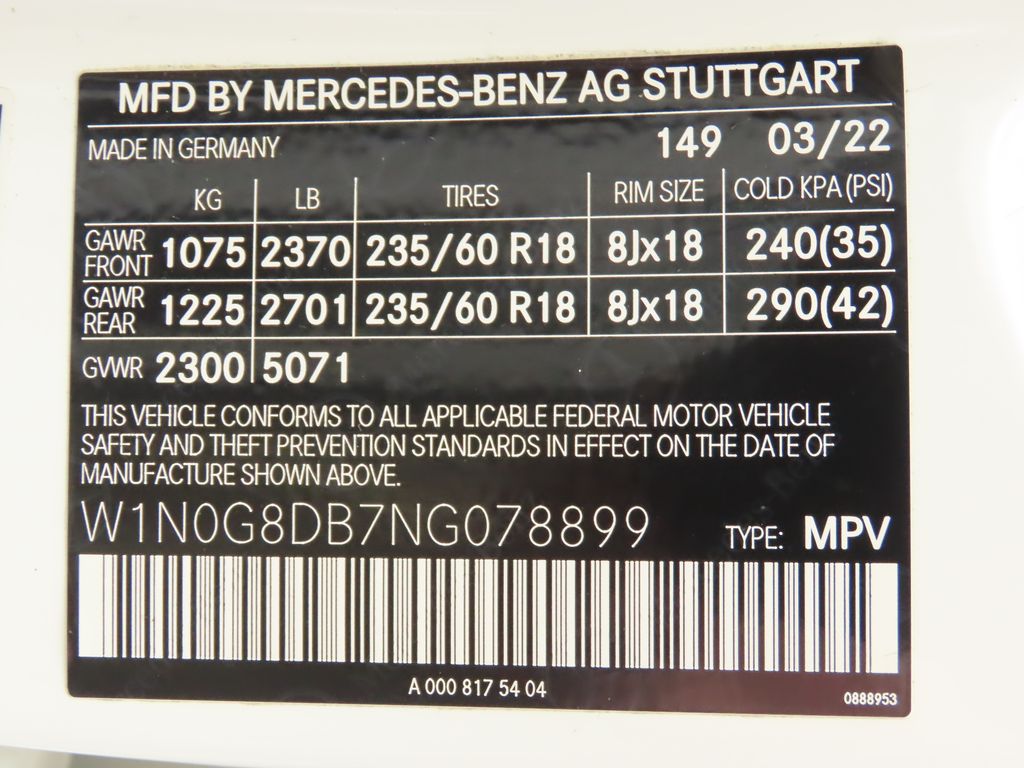 MFD BY MERCEDES-BENZ AG STUTTGART
MADE IN GERMANY 149 03/22
KG LB TIRES RIM SIZE COLD KPA (PSI)
GAWR FRONT 1075 2370 235/60 R18 8Jx18 240(35)
GAWR REAR 1225 2701 235/60 R18 8Jx18 290(42)
GVWR 2300 5071
THIS VEHICLE CONFORMS TO ALL APPLICABLE FEDERAL MOTOR VEHICLE
SAFETY AND THEFT PREVENTION STANDARDS IN EFFECT ON THE DATE OF
MANUFACTURE SHOWN ABOVE.
W1N0G8DB7NG078899 TYPE: MPV
A 000 817 54 04
0888953